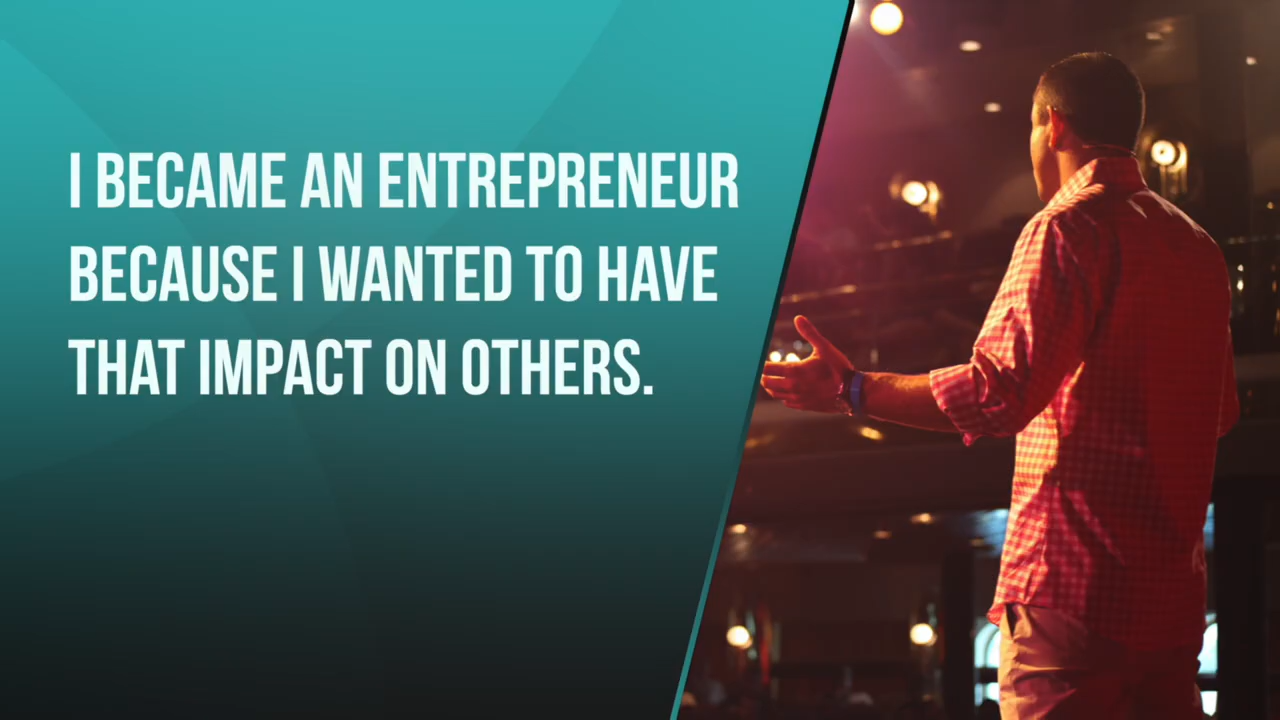 I BECAME AN ENTREPRENEUR
BECAUSE I WANTED TO HAVE
THAT IMPACT ON OTHERS.